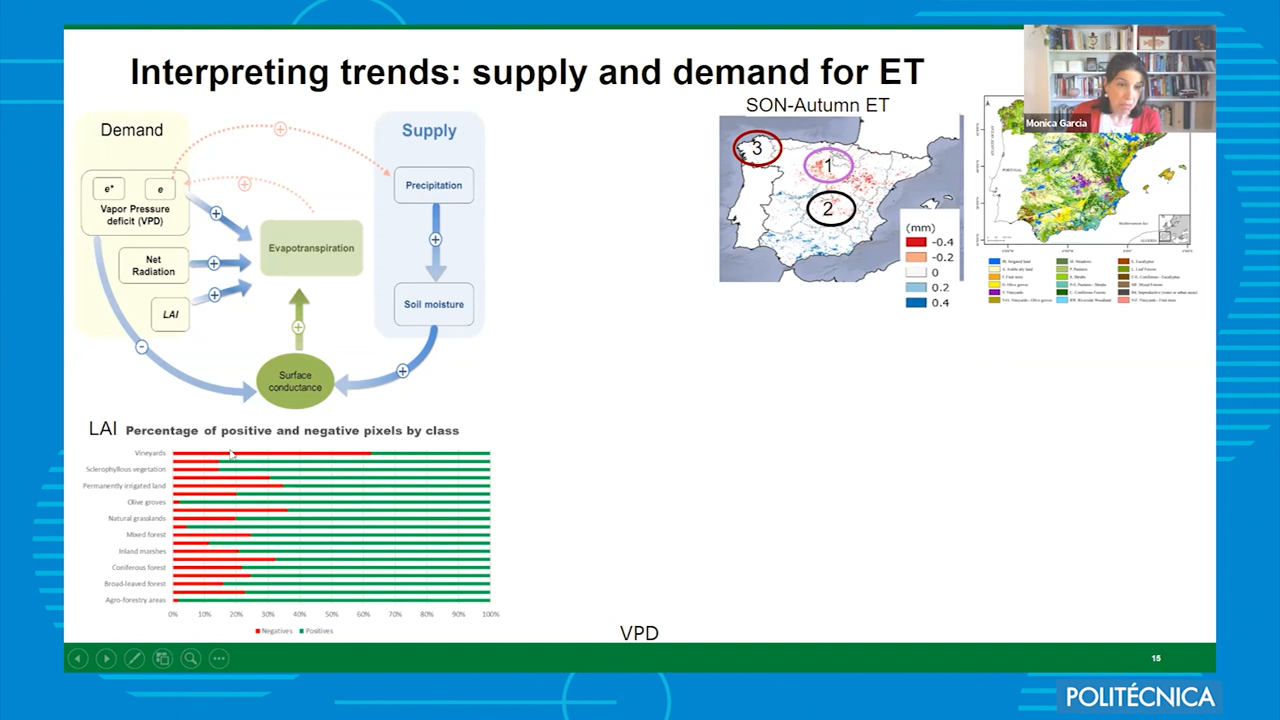 Interpreting trends: supply and demand for ET
Monica Garcia
SON-Autumn ET
Demand
Supply
e*
e
Vapor Pressure
deficit (VPD)
Net
Radiation
LAI
Evapotranspiration
Precipitation
Soil moisture
Surface
conductance
+
+
+
+
+
+
+
+
-
3
1
2
(mm)
-0.4
-0.2
0
0.2
0.4
PORTUGAL
Mediterranean Sea
LAI Percentage of positive and negative pixels by class
Vineyards
Sclerophyllous vegetation
Permanently irrigated land
Olive groves
Natural grasslands
Mixed forest
Inland marshes
Coniferous forest
Broad-leaved forest
Agro-forestry areas
0% 10% 20% 30% 40% 50% 60% 70% 80% 90% 100%
Negatives Positives
VPD
15
POLITÉCNICA